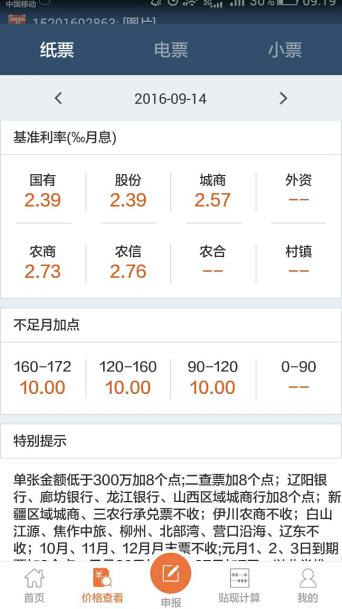 中国移动
30%
09:19
15201692863: [图片]
纸票 电票 小票
2016-09-14
基准利率(‰月息)
国有 股份 城商 外资
2.39 2.39 2.57 --
农商 农信 农合 村镇
2.73 2.76 -- --
不足月加点
160-172 120-160 90-120 0-90
10.00 10.00 10.00 --
特别提示
单张金额低于300万加8个点;二查票加8个点；辽阳银
行、廊坊银行、龙江银行、山西区域城商行加8个点；新
疆区域城商、三农行承兑票不收；伊川农商不收；白山
江源、焦作中旅、柳州、北部湾、营口沿海、辽东不
收；10月、11月、12月月末票不收;元月1、2、3日到期
首页 价格查看 申报 贴现计算 我的